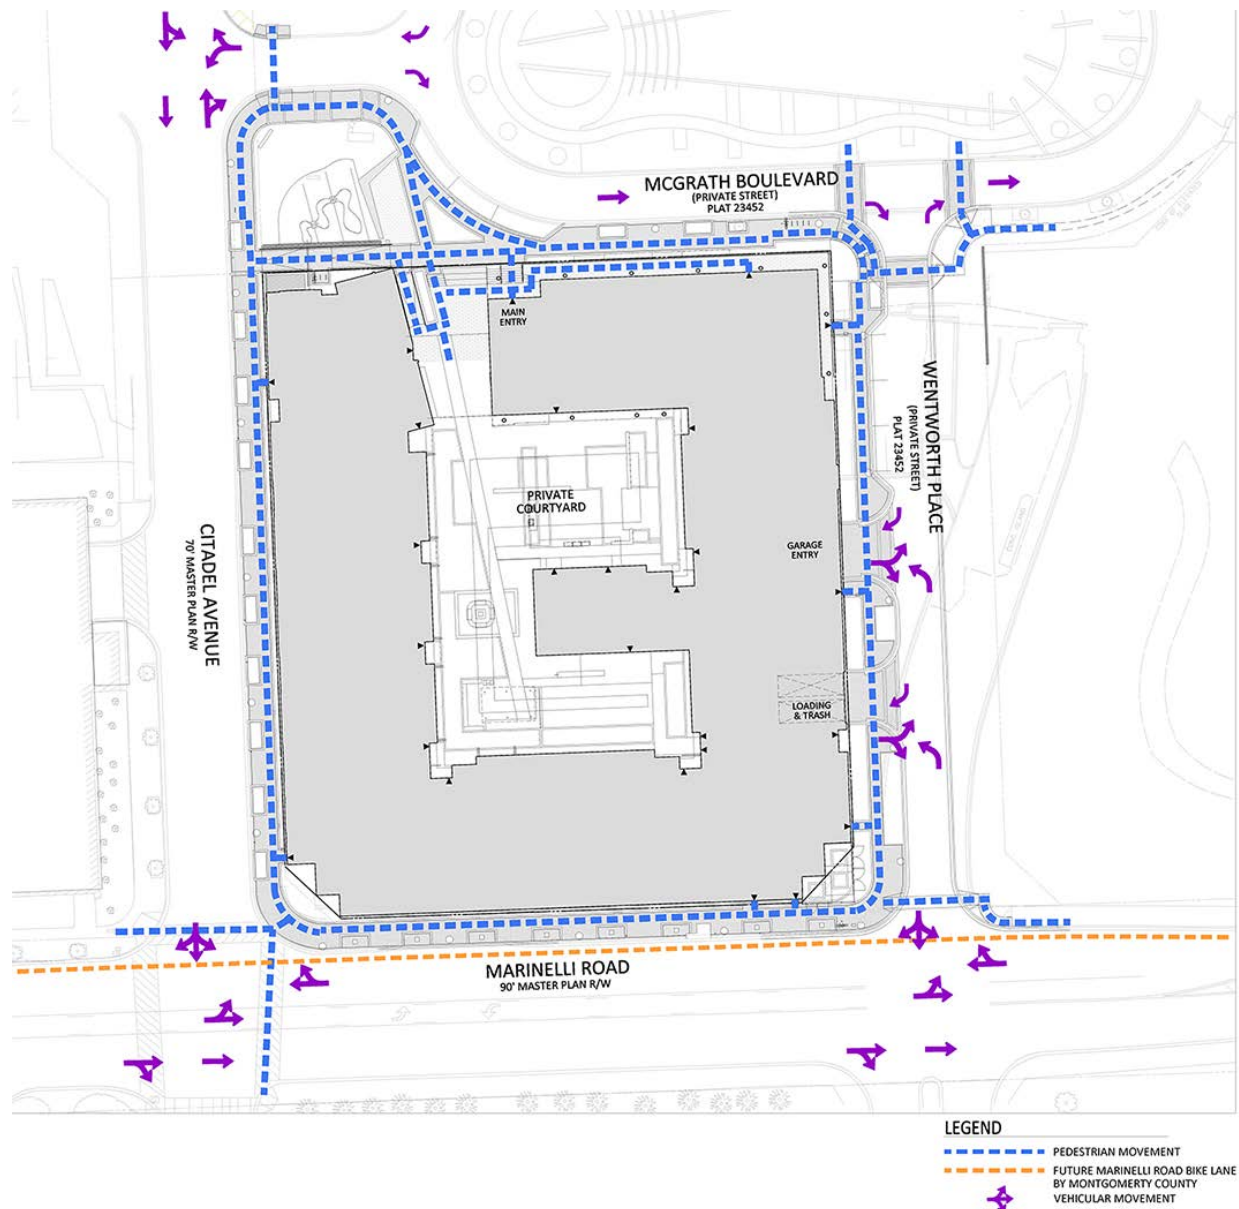 MCGRATH BOULEVARD
(PRIVATE STREET)
PLAT 23452
MAIN
ENTRY
WENTWORTH PLACE
(PRIVATE STREET)
PLAT 23452
PRIVATE
COURTYARD
GARAGE
ENTRY
CITADEL AVENUE
70' MASTER PLAN R/W
LOADING
& TRASH
MARINELLI ROAD
90' MASTER PLAN R/W
LEGEND
PEDESTRIAN MOVEMENT
FUTURE MARINELLI ROAD BIKE LANE
BY MONTGOMERTY COUNTY
VEHICULAR MOVEMENT